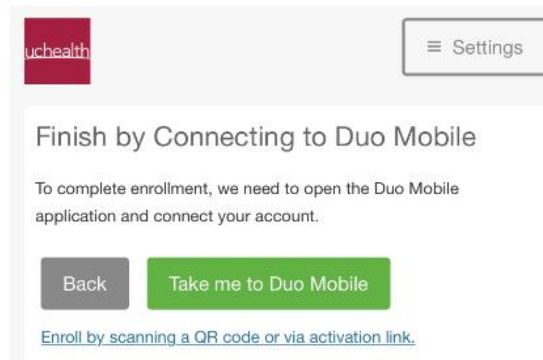 uchealth
≡ Settings
Finish by Connecting to Duo Mobile
To complete enrollment, we need to open the Duo Mobile
application and connect your account.
Back
Take me to Duo Mobile
Enroll by scanning a QR code or via activation link.